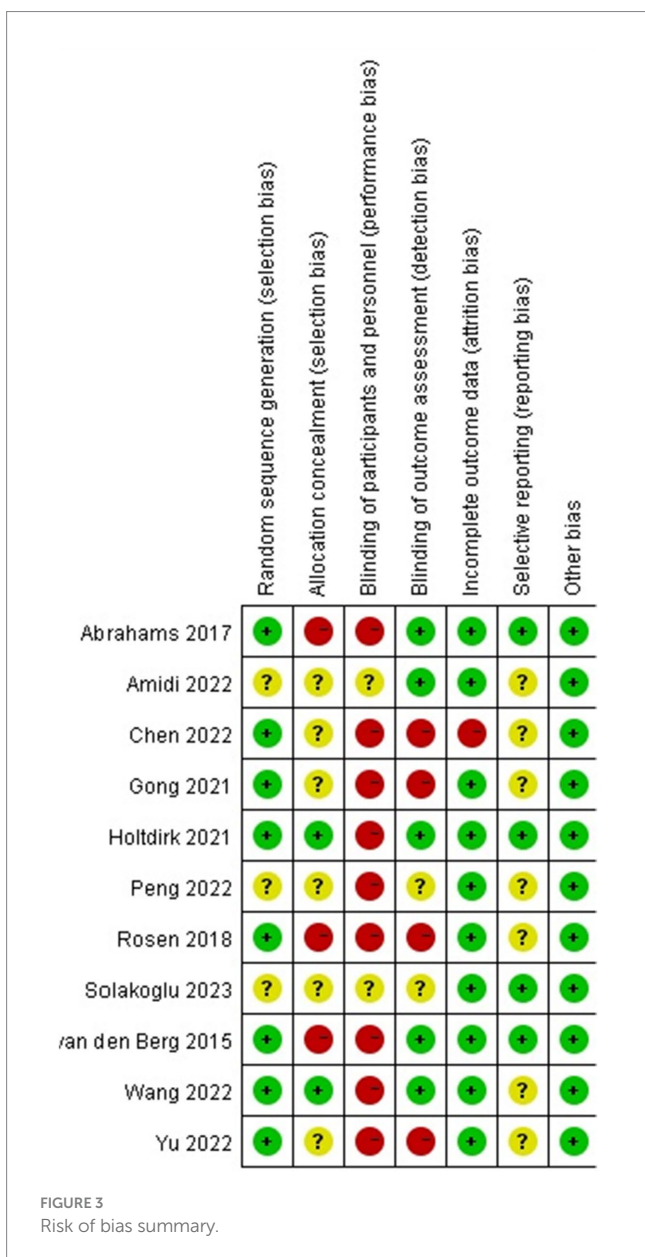 Random sequence generation (selection bias)
Allocation concealment (selection bias)
Blinding of participants and personnel (performance bias)
Blinding of outcome assessment (detection bias)
Incomplete outcome data (attrition bias)
Selective reporting (reporting bias)
Other bias
Abrahams 2017 + - - + + + +
Amidi 2022 ? ? ? + + ? +
Chen 2022 + ? - - - ? +
Gong 2021 + ? - - + ? +
Holtdirk 2021 + + - + + + +
Peng 2022 ? ? - ? + ? +
Rosen 2018 + - - - + ? +
Solakoglu 2023 ? ? ? ? + + +
van den Berg 2015 + - - + + + +
Wang 2022 + + - + + ? +
Yu 2022 + ? - - + ? +
FIGURE 3
Risk of bias summary.